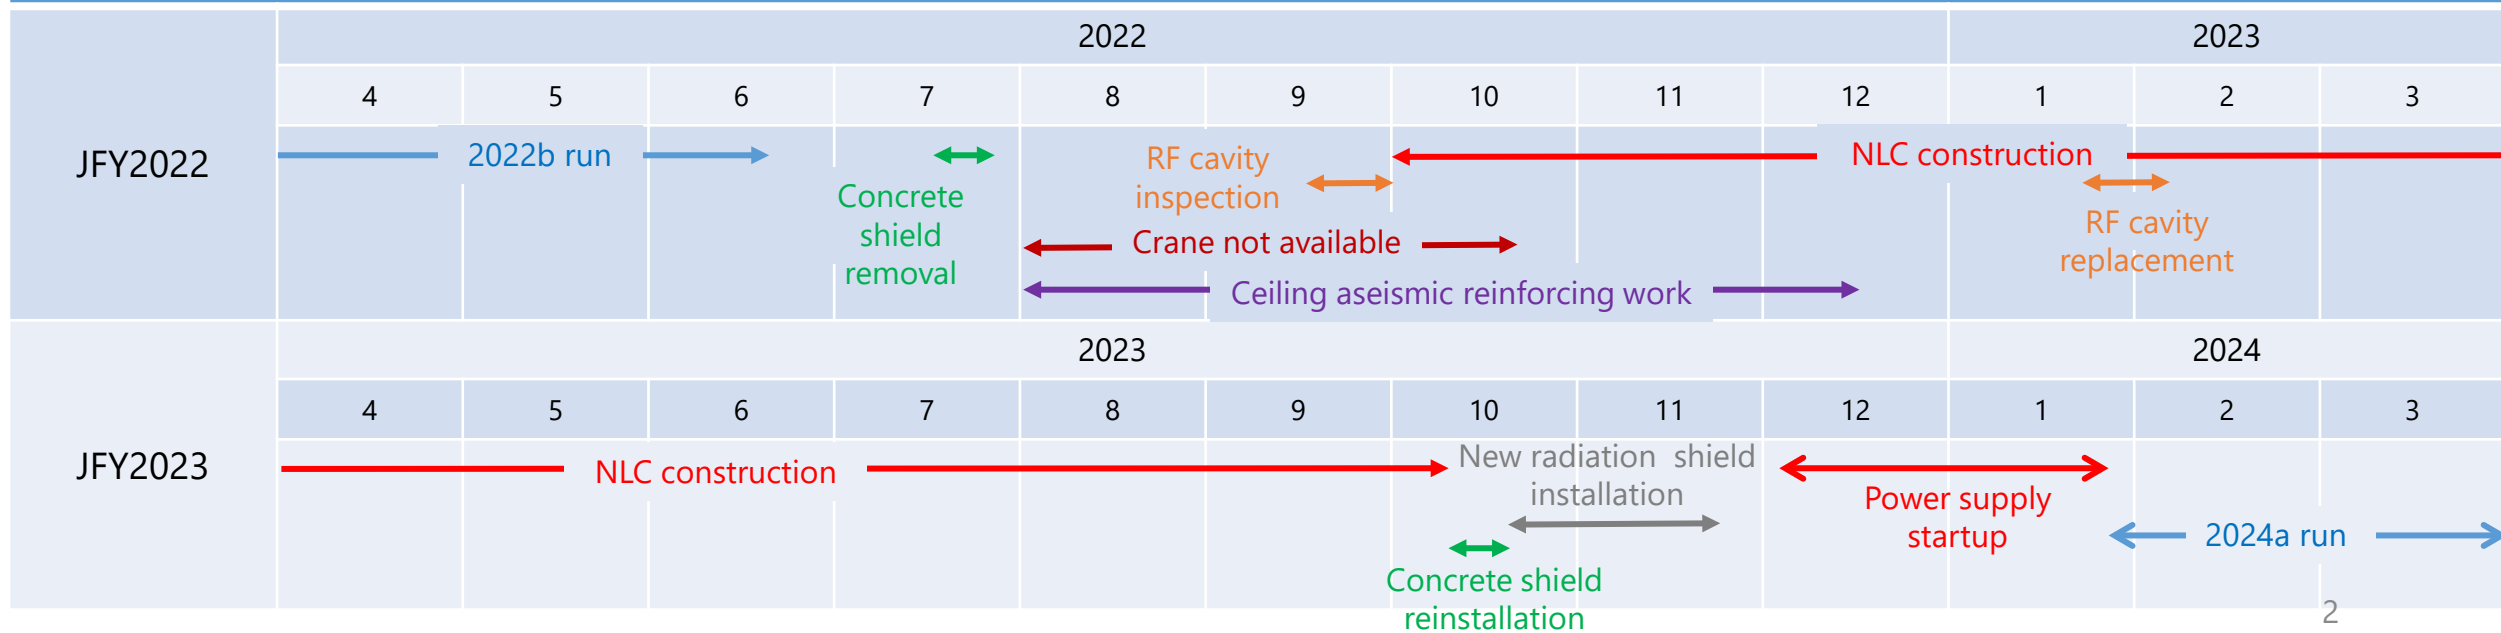 2022 2023
4 5 6 7 8 9 10 11 12 1 2 3
JFY2022
2022b run
Concrete
shield
removal
RF cavity
inspection
Crane not available
Ceiling aseismic reinforcing work
NLC construction
RF cavity
replacement
2023 2024
4 5 6 7 8 9 10 11 12 1 2 3
JFY2023
NLC construction
New radiation shield
installation
Concrete shield
reinstallation
Power supply
startup
2024a run
2